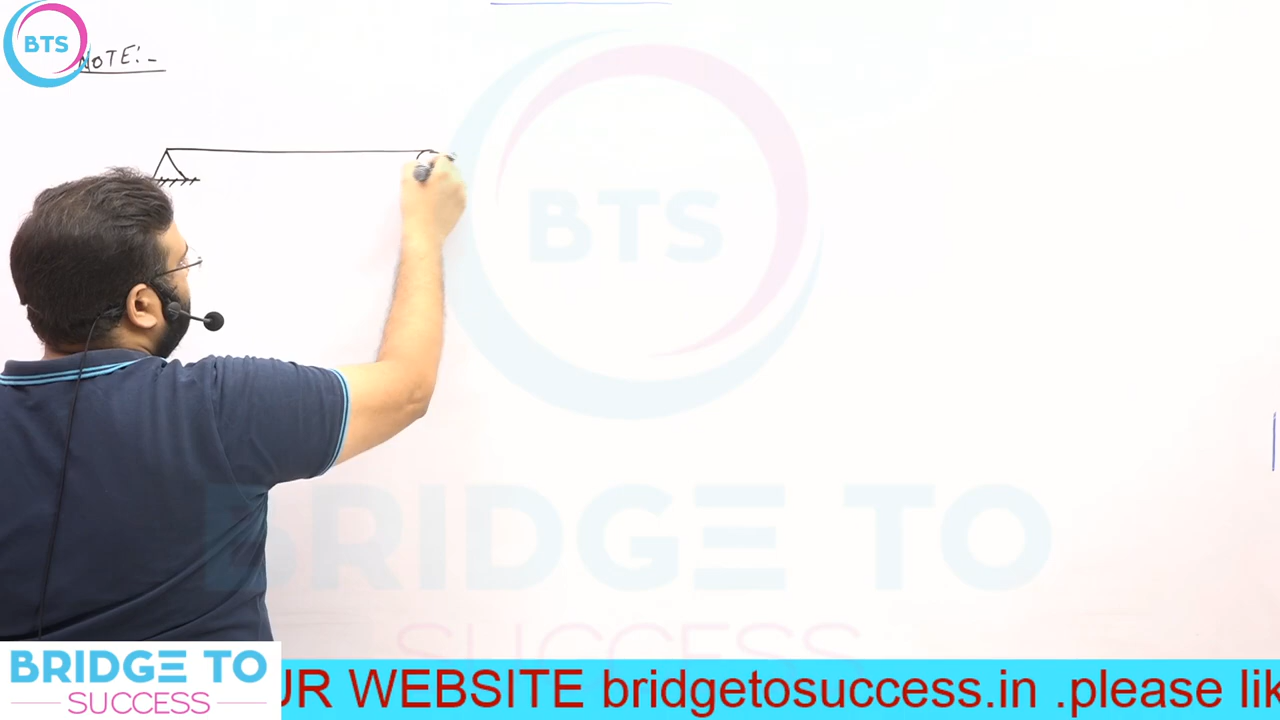 BTS
NOTE:-
BTS
BRIDGE TO
SUCCESS
BRIDGE TO
SUCCESS
UR WEBSITE bridgetosuccess.in .please lik